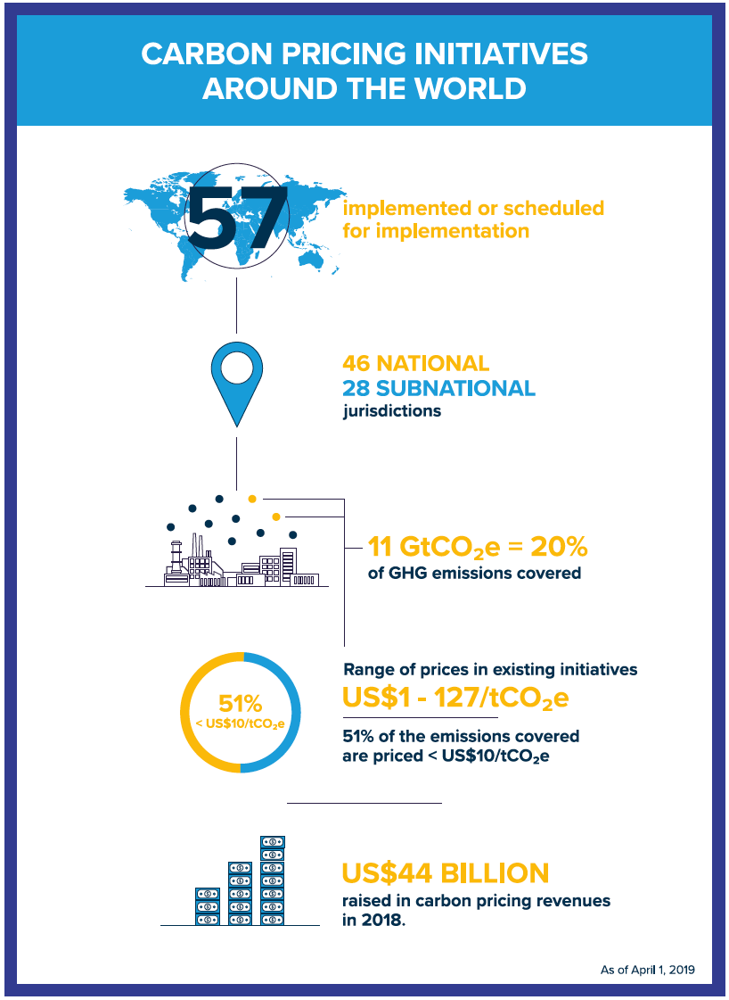 CARBON PRICING INITIATIVES
AROUND THE WORLD
57
implemented or scheduled
for implementation
46 NATIONAL
28 SUBNATIONAL
jurisdictions
11 GtCO₂e = 20%
of GHG emissions covered
51%
< US$10/tCO₂e
Range of prices in existing initiatives
US$1 - 127/tCO₂e
51% of the emissions covered
are priced < US$10/tCO₂e
US$44 BILLION
raised in carbon pricing revenues
in 2018.
As of April 1, 2019